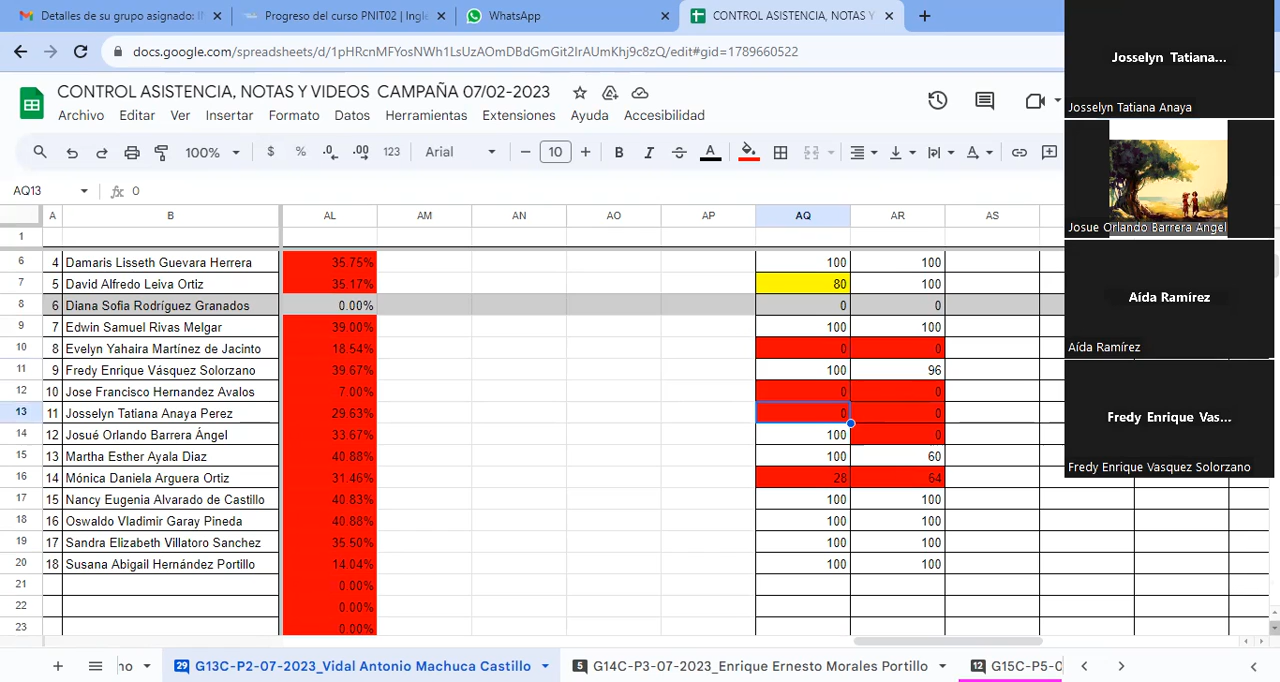 Detalles de su grupo asignado: II
Progreso del curso PNIT02 | Ingl
WhatsApp
CONTROL ASISTENCIA, NOTAS Y
docs.google.com/spreadsheets/d/1pHRcnMFYosNWh1LsUzAOmDBdGmGit2IrAUmKhj9c8zQ/edit#gid=1789660522
CONTROL ASISTENCIA, NOTAS Y VIDEOS CAMPAÑA 07/02-2023
Archivo Editar Ver Insertar Formato Datos Herramientas Extensiones Ayuda Accesibilidad
100% $ % .0 .00 123 Arial 10 B I A
AQ13 fx 0
A B AL AM AN AO AP AQ AR AS
1
6 4 Damaris Lisseth Guevara Herrera 35.75% 100 100
7 5 David Alfredo Leiva Ortiz 35.17% 80 100
8 6 Diana Sofia Rodriguez Granados 0.00% 0 0
9 7 Edwin Samuel Rivas Melgar 39.00% 100 100
10 8 Evelyn Yahaira Martínez de Jacinto 18.54% 0 0
11 9 Fredy Enrique Vásquez Solorzano 39.67% 100 96
12 10 Jose Francisco Hernandez Avalos 7.00% 0 0
13 11 Josselyn Tatiana Anaya Perez 29.63% 0 0
14 12 Josué Orlando Barrera Ángel 33.67% 100 0
15 13 Martha Esther Ayala Diaz 40.88% 100 60
16 14 Mónica Daniela Arguera Ortiz 31.46% 28 64
17 15 Nancy Eugenia Alvarado de Castillo 40.83% 100 100
18 16 Oswaldo Vladimir Garay Pineda 40.88% 100 100
19 17 Sandra Elizabeth Villatoro Sanchez 35.50% 100 100
20 18 Susana Abigail Hernández Portillo 14.04% 100 100
21 0.00%
22 0.00%
23 0.00%
no 29 G13C-P2-07-2023_Vidal Antonio Machuca Castillo 5 G14C-P3-07-2023_Enrique Ernesto Morales Portillo 12 G15C-P5-0
Josselyn Tatiana...
Josselyn Tatiana Anaya
Josue Orlando Barrera Angel
Aída Ramírez
Aída Ramírez
Fredy Enrique Vas...
Fredy Enrique Vasquez Solorzano